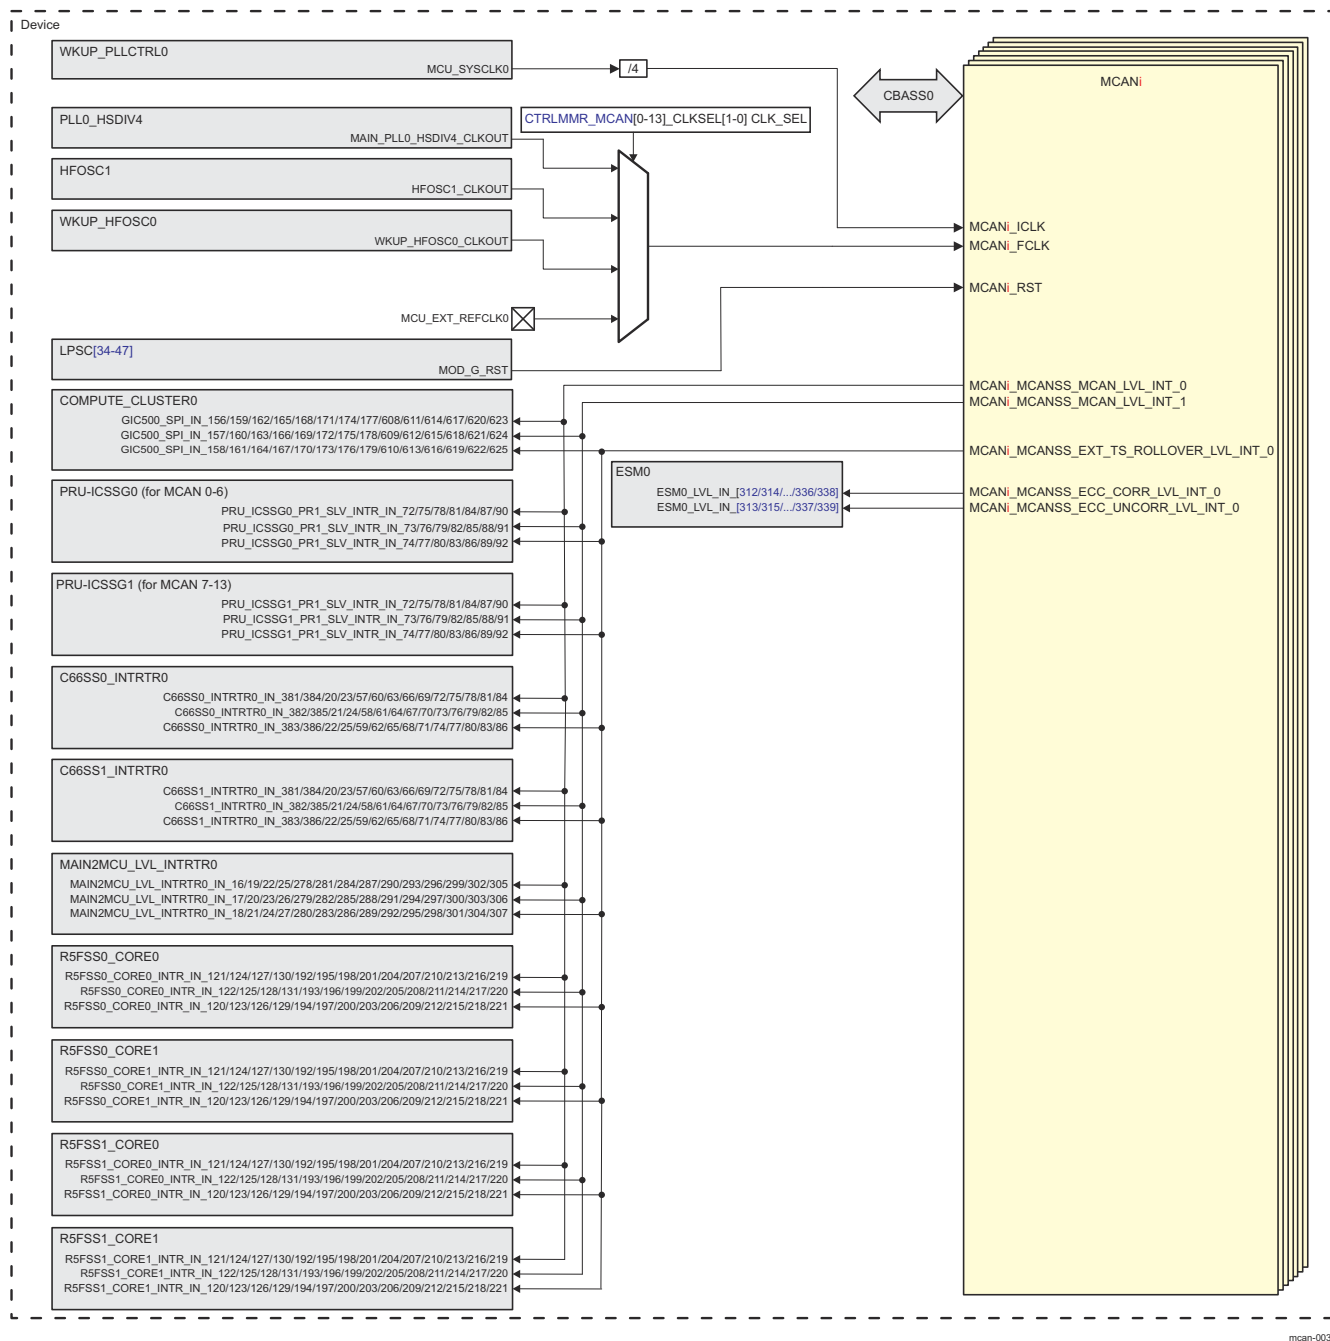 Device
WKUP_PLLCTRL0
MCU_SYSCLK0
/4
CBASS0
MCANi
PLL0_HSDIV4
MAIN_PLL0_HSDIV4_CLKOUT
CTRLMMR_MCAN[0-13]_CLKSEL[1-0] CLK_SEL
HFOSC1
HFOSC1_CLKOUT
WKUP_HFOSC0
WKUP_HFOSC0_CLKOUT
MCANi_ICLK
MCANi_FCLK
MCANi_RST
MCU_EXT_REFCLK0
LPSC[34-47]
MOD_G_RST
MCANi_MCANSS_MCAN_LVL_INT_0
MCANi_MCANSS_MCAN_LVL_INT_1
MCANi_MCANSS_EXT_TS_ROLLOVER_LVL_INT_0
MCANi_MCANSS_ECC_CORR_LVL_INT_0
MCANi_MCANSS_ECC_UNCORR_LVL_INT_0
COMPUTE_CLUSTER0
GIC500_SPI_IN_156/159/162/165/168/171/174/177/608/611/614/617/620/623
GIC500_SPI_IN_157/160/163/166/169/172/175/178/609/612/615/618/621/624
GIC500_SPI_IN_158/161/164/167/170/173/176/179/610/613/616/619/622/625
ESM0
ESM0_LVL_IN_[312/314/.../336/338]
ESM0_LVL_IN_[313/315/.../337/339]
PRU-ICSSG0 (for MCAN 0-6)
PRU_ICSSG0_PR1_SLV_INTR_IN_72/75/78/81/84/87/90
PRU_ICSSG0_PR1_SLV_INTR_IN_73/76/79/82/85/88/91
PRU_ICSSG0_PR1_SLV_INTR_IN_74/77/80/83/86/89/92
PRU-ICSSG1 (for MCAN 7-13)
PRU_ICSSG1_PR1_SLV_INTR_IN_72/75/78/81/84/87/90
PRU_ICSSG1_PR1_SLV_INTR_IN_73/76/79/82/85/88/91
PRU_ICSSG1_PR1_SLV_INTR_IN_74/77/80/83/86/89/92
C66SS0_INTRTR0
C66SS0_INTRTR0_IN_381/384/20/23/57/60/63/66/69/72/75/78/81/84
C66SS0_INTRTR0_IN_382/385/21/24/58/61/64/67/70/73/76/79/82/85
C66SS0_INTRTR0_IN_383/386/22/25/59/62/65/68/71/74/77/80/83/86
C66SS1_INTRTR0
C66SS1_INTRTR0_IN_381/384/20/23/57/60/63/66/69/72/75/78/81/84
C66SS1_INTRTR0_IN_382/385/21/24/58/61/64/67/70/73/76/79/82/85
C66SS1_INTRTR0_IN_383/386/22/25/59/62/65/68/71/74/77/80/83/86
MAIN2MCU_LVL_INTRTR0
MAIN2MCU_LVL_INTRTR0_IN_16/19/22/25/278/281/284/287/290/293/296/299/302/305
MAIN2MCU_LVL_INTRTR0_IN_17/20/23/26/279/282/285/288/291/294/297/300/303/306
MAIN2MCU_LVL_INTRTR0_IN_18/21/24/27/280/283/286/289/292/295/298/301/304/307
R5FSS0_CORE0
R5FSS0_CORE0_INTR_IN_121/124/127/130/192/195/198/201/204/207/210/213/216/219
R5FSS0_CORE0_INTR_IN_122/125/128/131/193/196/199/202/205/208/211/214/217/220
R5FSS0_CORE0_INTR_IN_120/123/126/129/194/197/200/203/206/209/212/215/218/221
R5FSS0_CORE1
R5FSS0_CORE1_INTR_IN_121/124/127/130/192/195/198/201/204/207/210/213/216/219
R5FSS0_CORE1_INTR_IN_122/125/128/131/193/196/199/202/205/208/211/214/217/220
R5FSS0_CORE1_INTR_IN_120/123/126/129/194/197/200/203/206/209/212/215/218/221
R5FSS1_CORE0
R5FSS1_CORE0_INTR_IN_121/124/127/130/192/195/198/201/204/207/210/213/216/219
R5FSS1_CORE0_INTR_IN_122/125/128/131/193/196/199/202/205/208/211/214/217/220
R5FSS1_CORE0_INTR_IN_120/123/126/129/194/197/200/203/206/209/212/215/218/221
R5FSS1_CORE1
R5FSS1_CORE1_INTR_IN_121/124/127/130/192/195/198/201/204/207/210/213/216/219
R5FSS1_CORE1_INTR_IN_122/125/128/131/193/196/199/202/205/208/211/214/217/220
R5FSS1_CORE1_INTR_IN_120/123/126/129/194/197/200/203/206/209/212/215/218/221
mcan-003